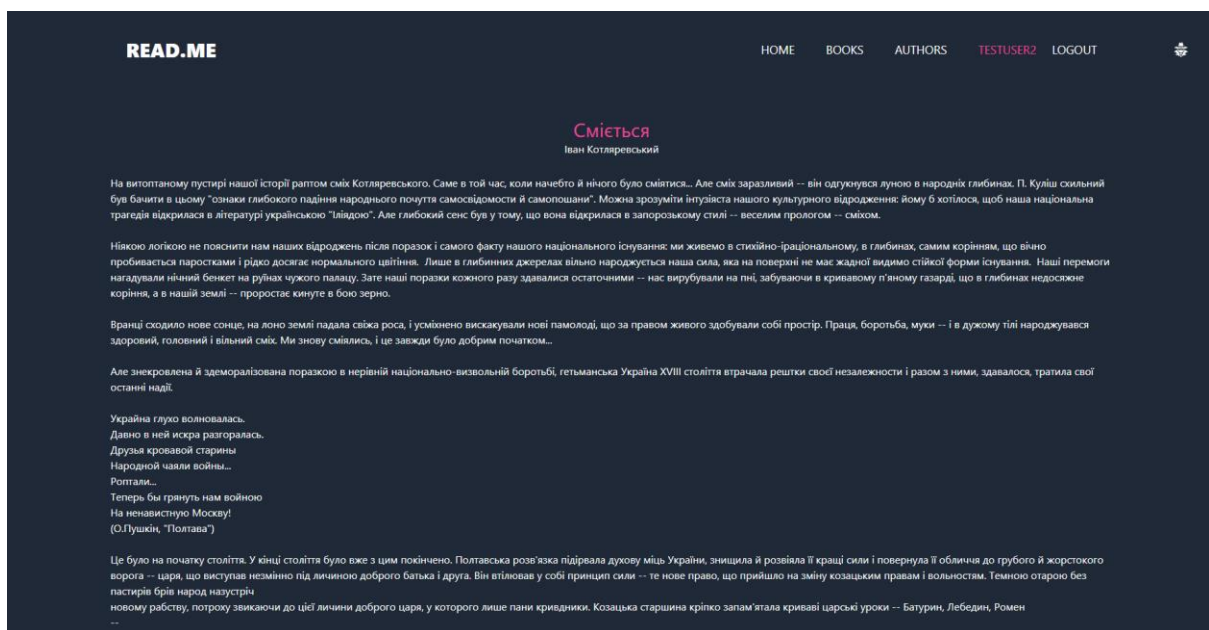 READ.ME
HOME BOOKS AUTHORS TESTUSER2 LOGOUT
Сміється
Іван Котляревський
На витоптаному пустирі нашої історії раптом сміх Котляревського. Саме в той час, коли начебто й нічого було сміятися... Але сміх заразливий -- він одгукнувся луною в народніх глибинах. П. Куліш схильний
був бачити в цьому "ознаки глибокого падіння народнього почуття самосвідомости й самопошани". Можна зрозуміти інтузіяста нашого культурного відродження: йому б хотілося, щоб наша національна
трагедія відкрилася в літературі українською "Іліядою". Але глибокий сенс був у тому, що вона відкрилася в запорозькому стилі -- веселим прологом -- сміхом.
Ніякою логікою не пояснити нам наших відроджень після поразок і самого факту нашого національного існування: ми живемо в стихійно-іраціональному, в глибинах, самим корінням, що вічно
пробивається паростками і рідко досягає нормального цвітіння. Лише в глибинних джерелах вільно народжується наша сила, яка на поверхні не має жадної видимо стійкої форми існування. Наші перемоги
нагадували нічний бенкет на руїнах чужого палацу. Зате наші поразки кожного разу здавалися остаточними -- нас вирубували на пні, забуваючи в кривавому п'яному газарді, що в глибинах недосяжне
коріння, а в нашій землі -- проростає кинуте в бою зерно.
Вранці сходило нове сонце, на лоно землі падала свіжа роса, і усміхнено вискакували нові памолоді, що за правом живого здобували собі простір. Праця, боротьба, муки -- і в дужому тілі народжувався
здоровий, головний і вільний сміх. Ми знову сміялись, і це завжди було добрим початком...
Але знекровлена й здеморалізована поразкою в нерівній національно-визвольній боротьбі, гетьманська Україна XVIII століття втрачала рештки своєї незалежности і разом з ними, здавалося, тратила свої
останні надії.
Украйна глухо волновалась.
Давно в ней искра разгоралась.
Друзья кровавой старины
Народной чаяли войны...
Роптали...
Теперь бы грянуть нам войною
На ненавистную Москву!
(О.Пушкін, "Полтава")
Це було на початку століття. У кінці століття було вже з цим покінчено. Полтавська розв'язка підірвала духову міць України, знищила й розвіяла її кращі сили і повернула її обличчя до грубого й жорстокого
ворога -- царя, що виступав незмінно під личиною доброго батька і друга. Він втілював у собі принцип сили -- те нове право, що прийшло на зміну козацьким правам і вольностям. Темною отарою без
пастирів брів народ назустріч
новому рабству, потроху звикаючи до цієї личини доброго царя, у которого лише пани кривдники. Козацька старшина кріпко запам'ятала криваві царські уроки -- Батурин, Лебедин, Ромен
--